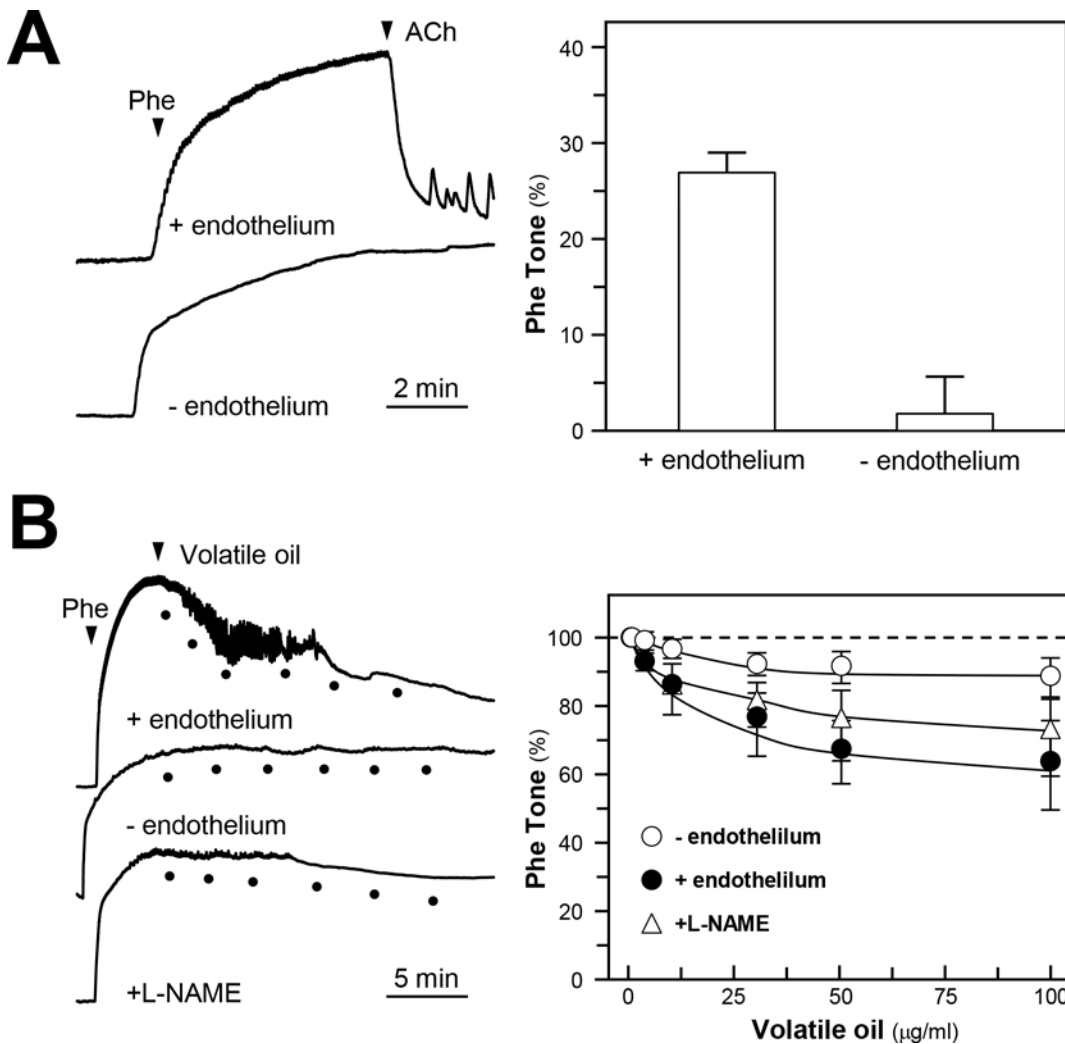 A
ACh
Phe
+ endothelium
- endothelium
2 min
Phe Tone (%)
40
30
20
10
0
+ endothelium
- endothelium
B
Volatile oil
Phe
+ endothelium
- endothelium
+L-NAME
5 min
Phe Tone (%)
100
80
60
40
20
0
- endothelilum
+ endothelilum
+L-NAME
0
25
50
75
100
Volatile oil (µg/ml)